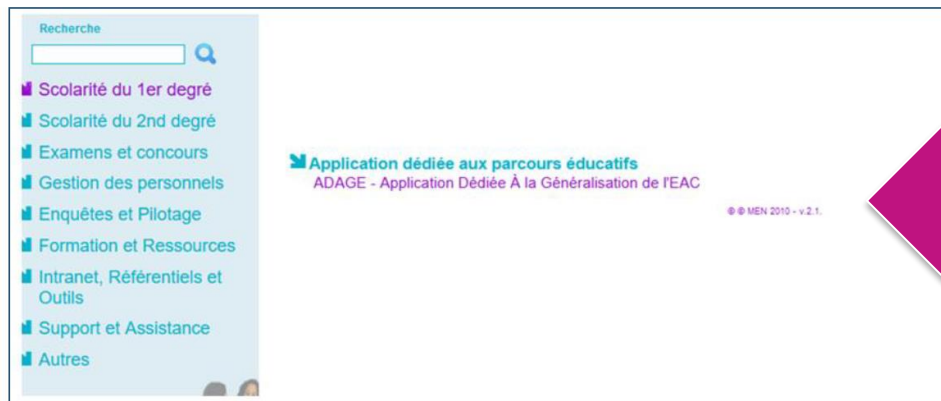 Recherche
Scolarité du 1er degré
Scolarité du 2nd degré
Examens et concours
Gestion des personnels
Enquêtes et Pilotage
Formation et Ressources
Intranet, Référentiels et
Outils
Support et Assistance
Autres
Application dédiée aux parcours éducatifs
ADAGE - Application Dédiée À la Généralisation de l'EAC
© © MEN 2010 - v.2.1.